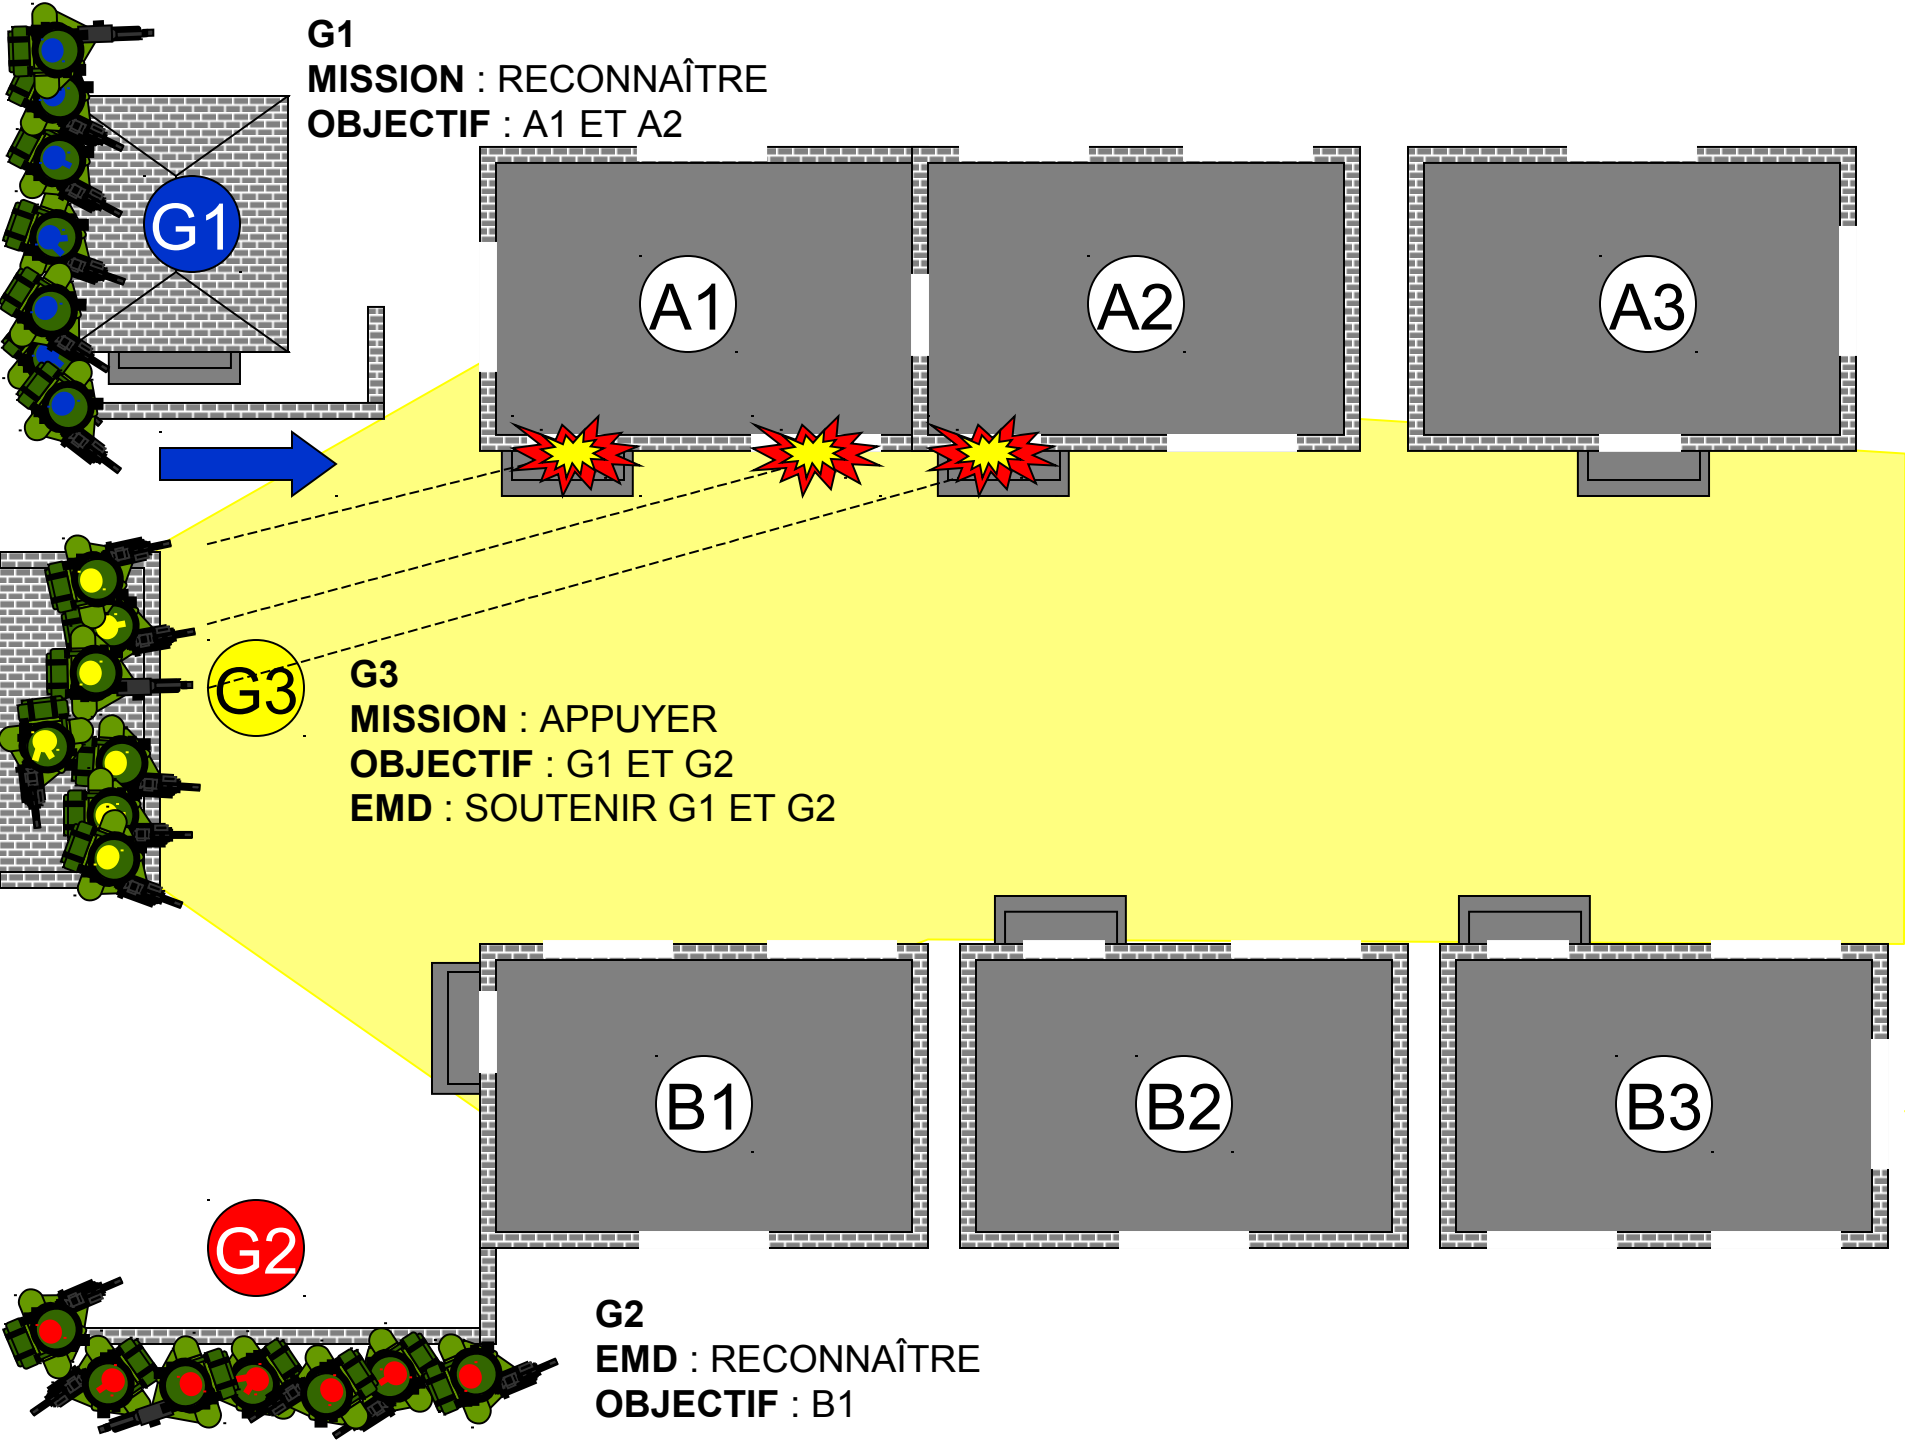 G1
MISSION : RECONNAÎTRE
OBJECTIF : A1 ET A2
G1
A1
A2
A3
G3
G3
MISSION : APPUYER
OBJECTIF : G1 ET G2
EMD : SOUTENIR G1 ET G2
B1
B2
B3
G2
G2
EMD : RECONNAÎTRE
OBJECTIF : B1